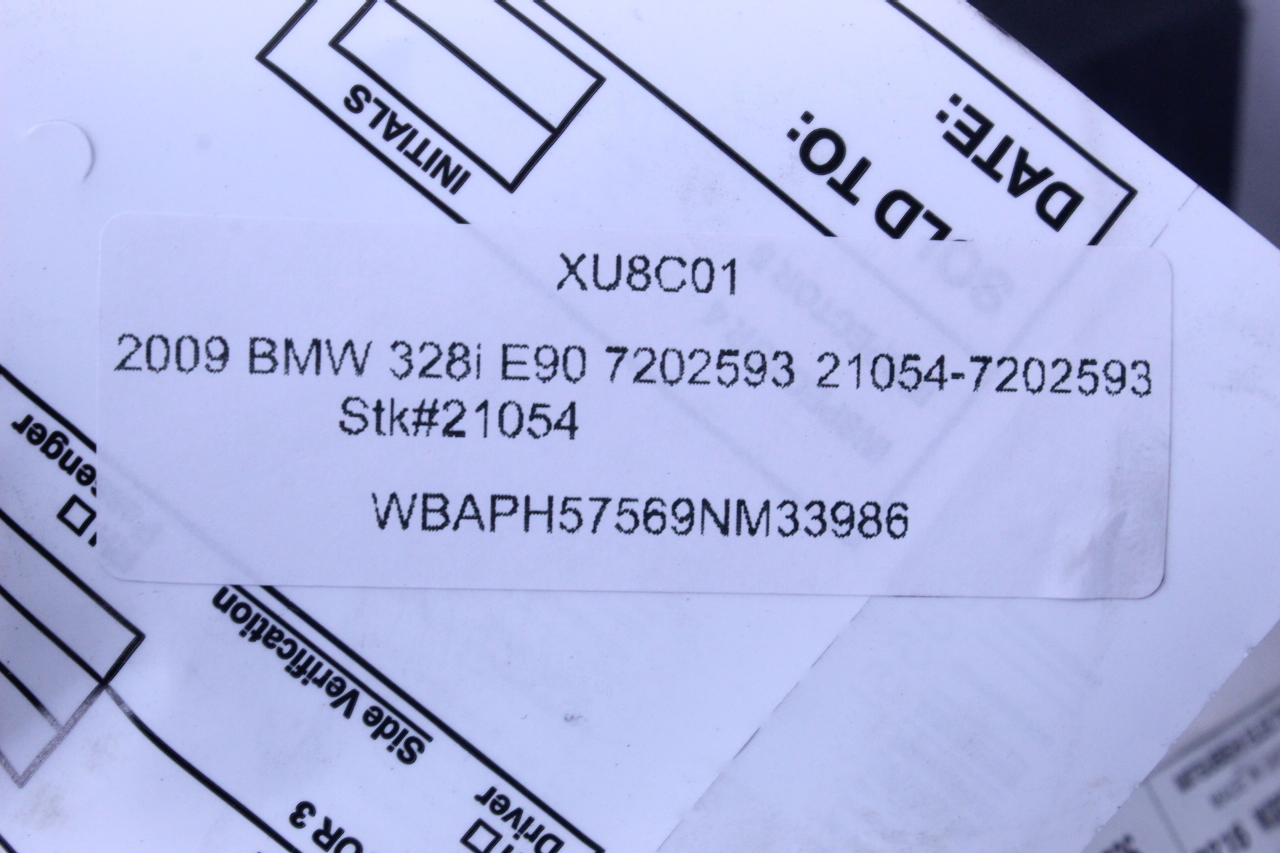 XU8C01
2009 BMW 328i E90 7202593 21054-7202593
Stk#21054
WBAPH57569NM33986
INITIALS
DATE:
SOLD TO:
Side Verification
Driver